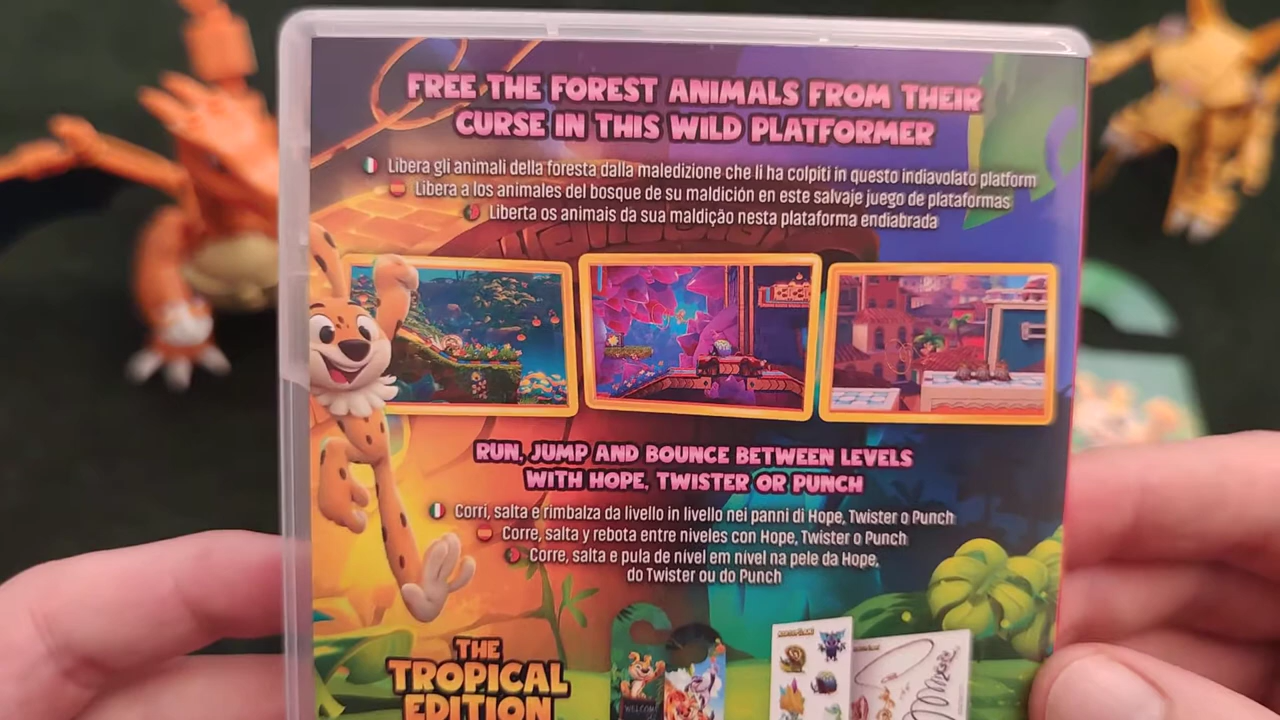 FREE THE FOREST ANIMALS FROM THEIR
CURSE IN THIS WILD PLATFORMER
Libera gli animali della foresta dalla maledizione che li ha colpiti in questo indiavolato platform
Libera a los animales del bosque de su maldición en este salvaje juego de plataformas
Liberta os animais da sua maldição nesta plataforma endiabrada
RUN, JUMP AND BOUNCE BETWEEN LEVELS
WITH HOPE, TWISTER OR PUNCH
Corri, salta e rimbalza da livello in livello nei panni di Hope, Twister o Punch
Corre, salta y rebota entre niveles con Hope, Twister o Punch
Corre, salta e pula de nível em nível na pele da Hope,
do Twister ou do Punch
THE
TROPICAL
EDITION
WELCOME